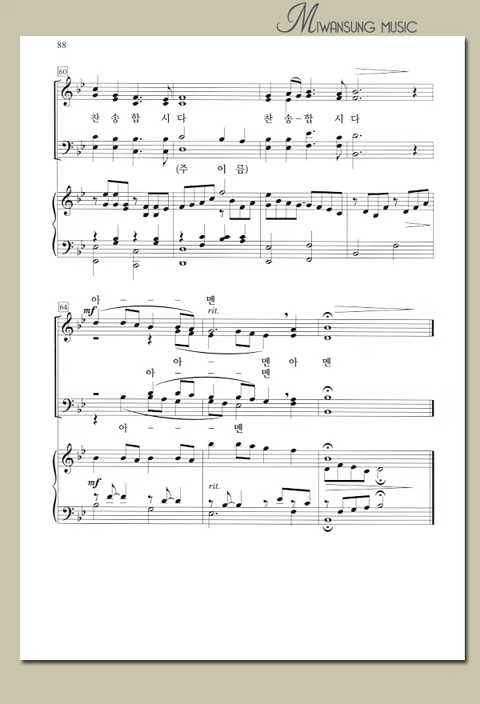 MIWANSUNG MUSIC
88
60
찬 송 합 시 다 찬 송 - 합 시 다
(주 이 름)
64
아 - - - 멘
mf rit.
아 - 멘 아 멘
아 - - - 멘
아 - - - 멘
mf rit.